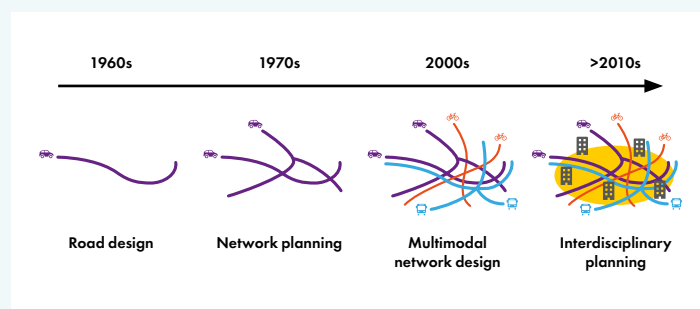 1960s
1970s
2000s
>2010s
Road design
Network planning
Multimodal
network design
Interdisciplinary
planning